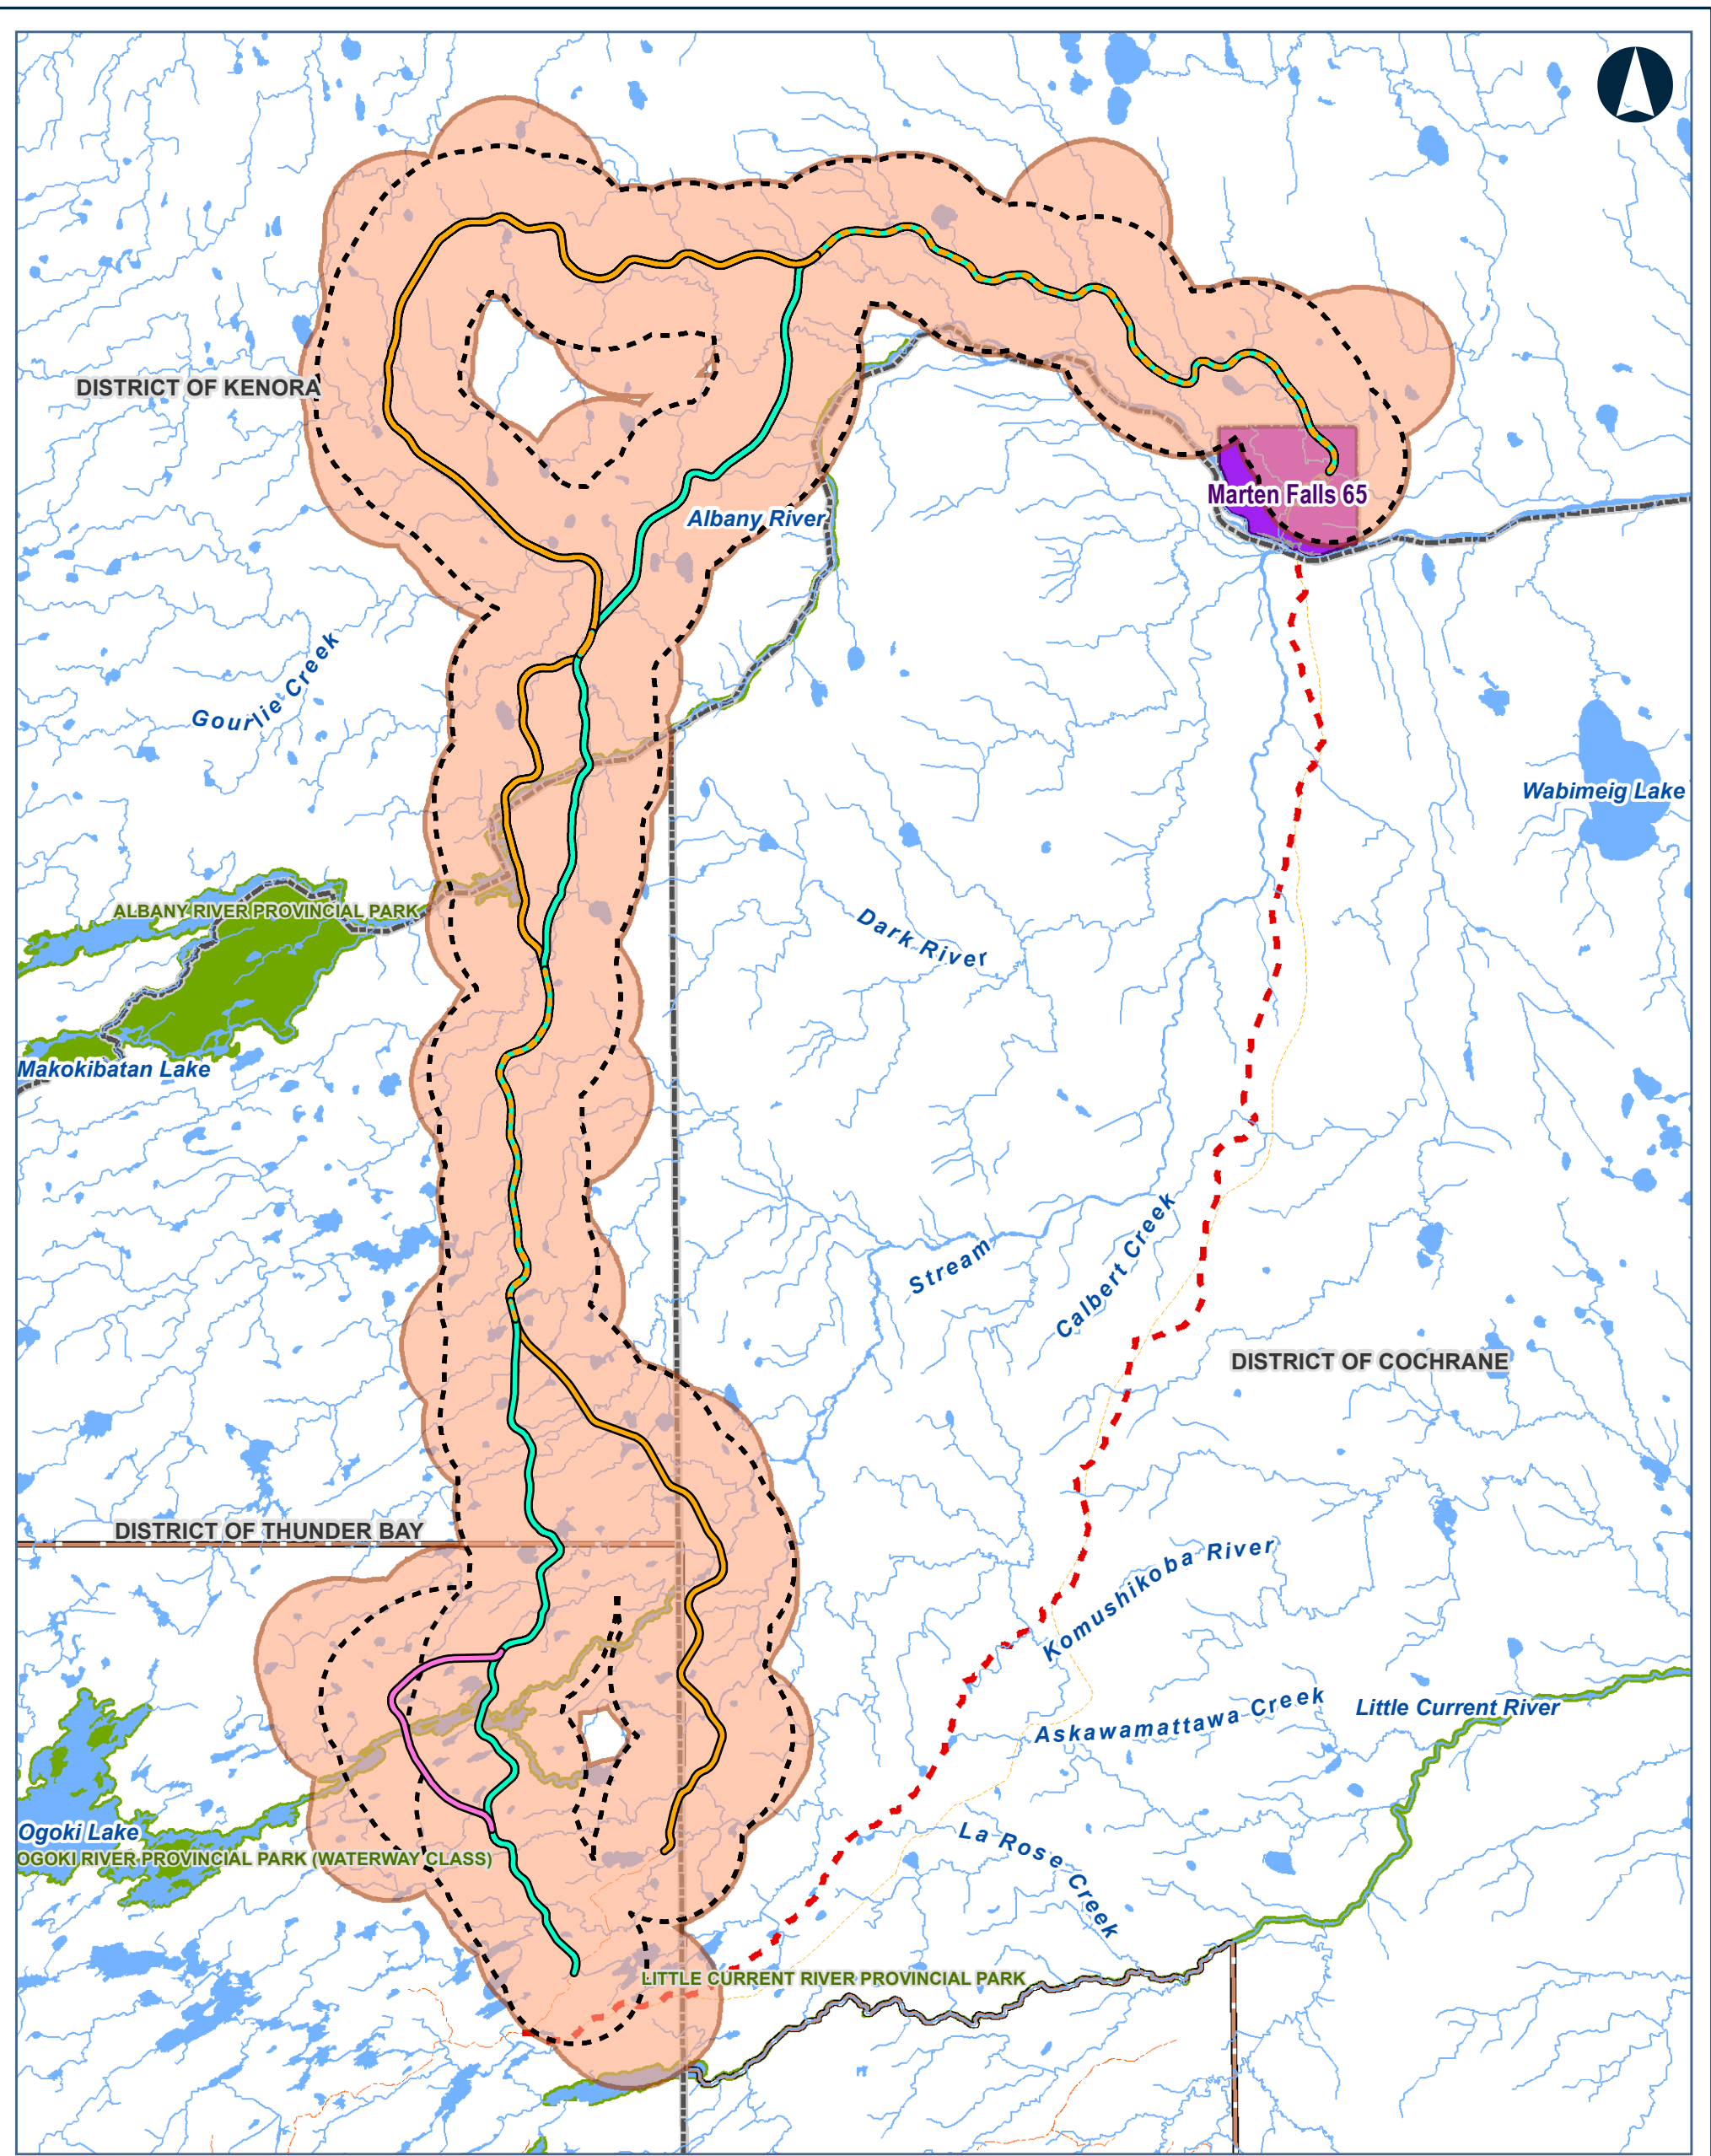 DISTRICT OF KENORA
Marten Falls 65
Albany River
Gourlie Creek
Wabimeig Lake
ALBANY RIVER PROVINCIAL PARK
Dark River
Makokibatan Lake
Stream
Calbert Creek
DISTRICT OF COCHRANE
DISTRICT OF THUNDER BAY
Komushikoba River
Askawamattawa Creek
Little Current River
Ogoki Lake
OGOKI RIVER PROVINCIAL PARK (WATERWAY CLASS)
La Rose Creek
LITTLE CURRENT RIVER PROVINCIAL PARK